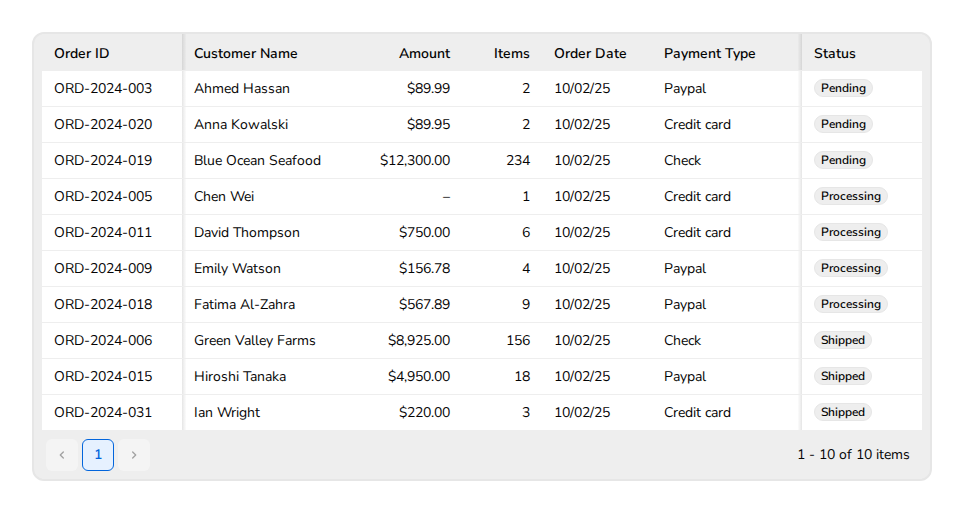 Order ID Customer Name Amount Items Order Date Payment Type Status
ORD-2024-003 Ahmed Hassan $89.99 2 10/02/25 Paypal Pending
ORD-2024-020 Anna Kowalski $89.95 2 10/02/25 Credit card Pending
ORD-2024-019 Blue Ocean Seafood $12,300.00 234 10/02/25 Check Pending
ORD-2024-005 Chen Wei – 1 10/02/25 Credit card Processing
ORD-2024-011 David Thompson $750.00 6 10/02/25 Credit card Processing
ORD-2024-009 Emily Watson $156.78 4 10/02/25 Paypal Processing
ORD-2024-018 Fatima Al-Zahra $567.89 9 10/02/25 Paypal Processing
ORD-2024-006 Green Valley Farms $8,925.00 156 10/02/25 Check Shipped
ORD-2024-015 Hiroshi Tanaka $4,950.00 18 10/02/25 Paypal Shipped
ORD-2024-031 Ian Wright $220.00 3 10/02/25 Credit card Shipped
1 1 - 10 of 10 items